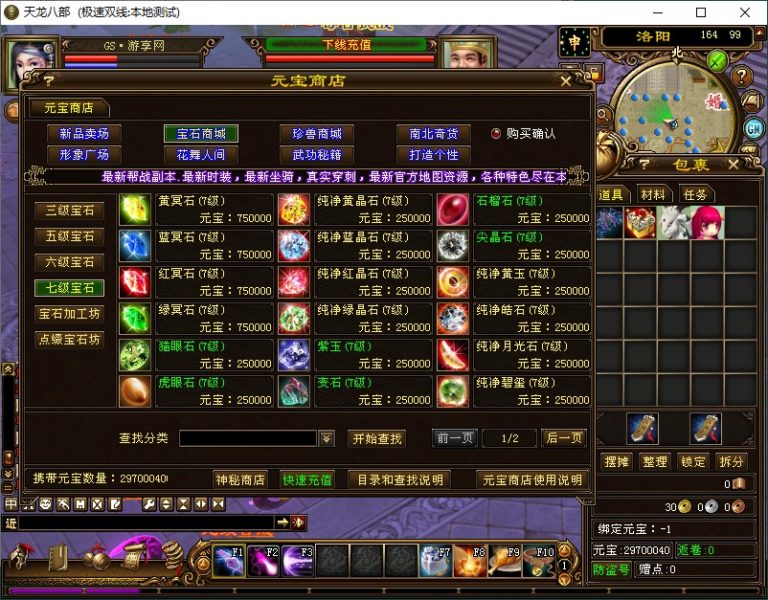 天龙八部 (极速双线:本地测试)
GS·游享网
下线充值
申
洛阳 164 99
北
GM
元宝商店
元宝商店
新品卖场 宝石商城 珍兽商城 南北奇货 购买确认
形象广场 花舞人间 武功秘籍 打造个性
最新帮战副本.最新时装，最新坐骑，真实穿刺，最新官方地图资源，各种特色尽在本
三级宝石
五级宝石
六级宝石
七级宝石
宝石加工坊
点缀宝石坊
黄冥石(7级) 元宝：750000
纯净黄晶石(7级) 元宝：250000
石榴石(7级) 元宝：250000
蓝冥石(7级) 元宝：750000
纯净蓝晶石(7级) 元宝：250000
尖晶石(7级) 元宝：250000
红冥石(7级) 元宝：750000
纯净红晶石(7级) 元宝：250000
纯净黄玉(7级) 元宝：250000
绿冥石(7级) 元宝：750000
纯净绿晶石(7级) 元宝：250000
纯净皓石(7级) 元宝：250000
猫眼石(7级) 元宝：250000
紫玉(7级) 元宝：250000
纯净月光石(7级) 元宝：250000
虎眼石(7级) 元宝：250000
变石(7级) 元宝：250000
纯净碧玺(7级) 元宝：250000
查找分类 开始查找 前一页 1/2 后一页
携带元宝数量：29700040
神秘商店 快速充值 目录和查找说明 元宝商店使用说明
包裹
道具 材料 任务
摆摊 整理 锁定 拆分
0
30 0 0
绑定元宝：-1
元宝:29700040 返卷:0
防盗号 赠点:0
近
F1 F2 F3 F7 F8 F9 F10
1